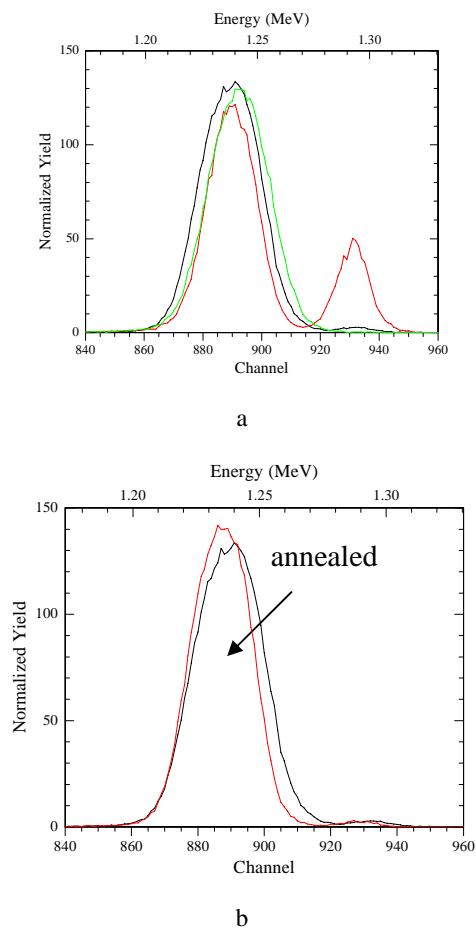 Energy (MeV)
1.20 1.25 1.30
150
100
50
0
Normalized Yield
840 860 880 900 920 940 960
Channel
a
Energy (MeV)
1.20 1.25 1.30
150
100
50
0
Normalized Yield
annealed
840 860 880 900 920 940 960
Channel
b